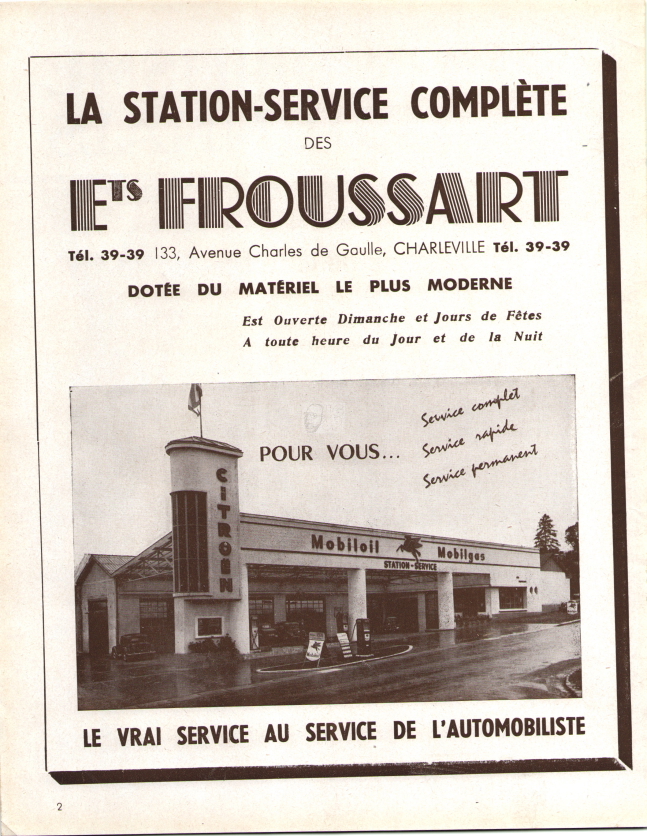 LA STATION-SERVICE COMPLÈTE
DES
ETS FROUSSART
Tél. 39-39 133, Avenue Charles de Gaulle, CHARLEVILLE Tél. 39-39
DOTÉE DU MATÉRIEL LE PLUS MODERNE
Est Ouverte Dimanche et Jours de Fêtes
A toute heure du Jour et de la Nuit
POUR VOUS...
Service complet
Service rapide
Service permanent
CITROËN
Mobiloil Mobilgas
STATION-SERVICE
LE VRAI SERVICE AU SERVICE DE L'AUTOMOBILISTE
2